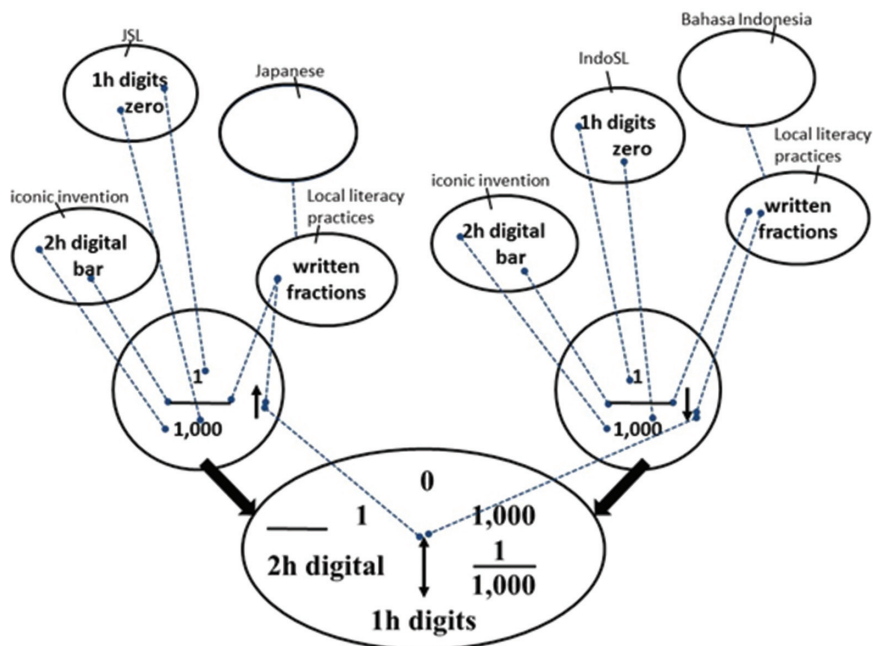 JSL
1h digits
zero
Japanese
iconic invention
2h digital
bar
Local literacy
practices
written
fractions
1
1,000
Bahasa Indonesia
IndoSL
1h digits
zero
Local literacy
practices
iconic invention
2h digital
bar
written
fractions
1
1,000
0
1
1,000
2h digital
1
1,000
1h digits